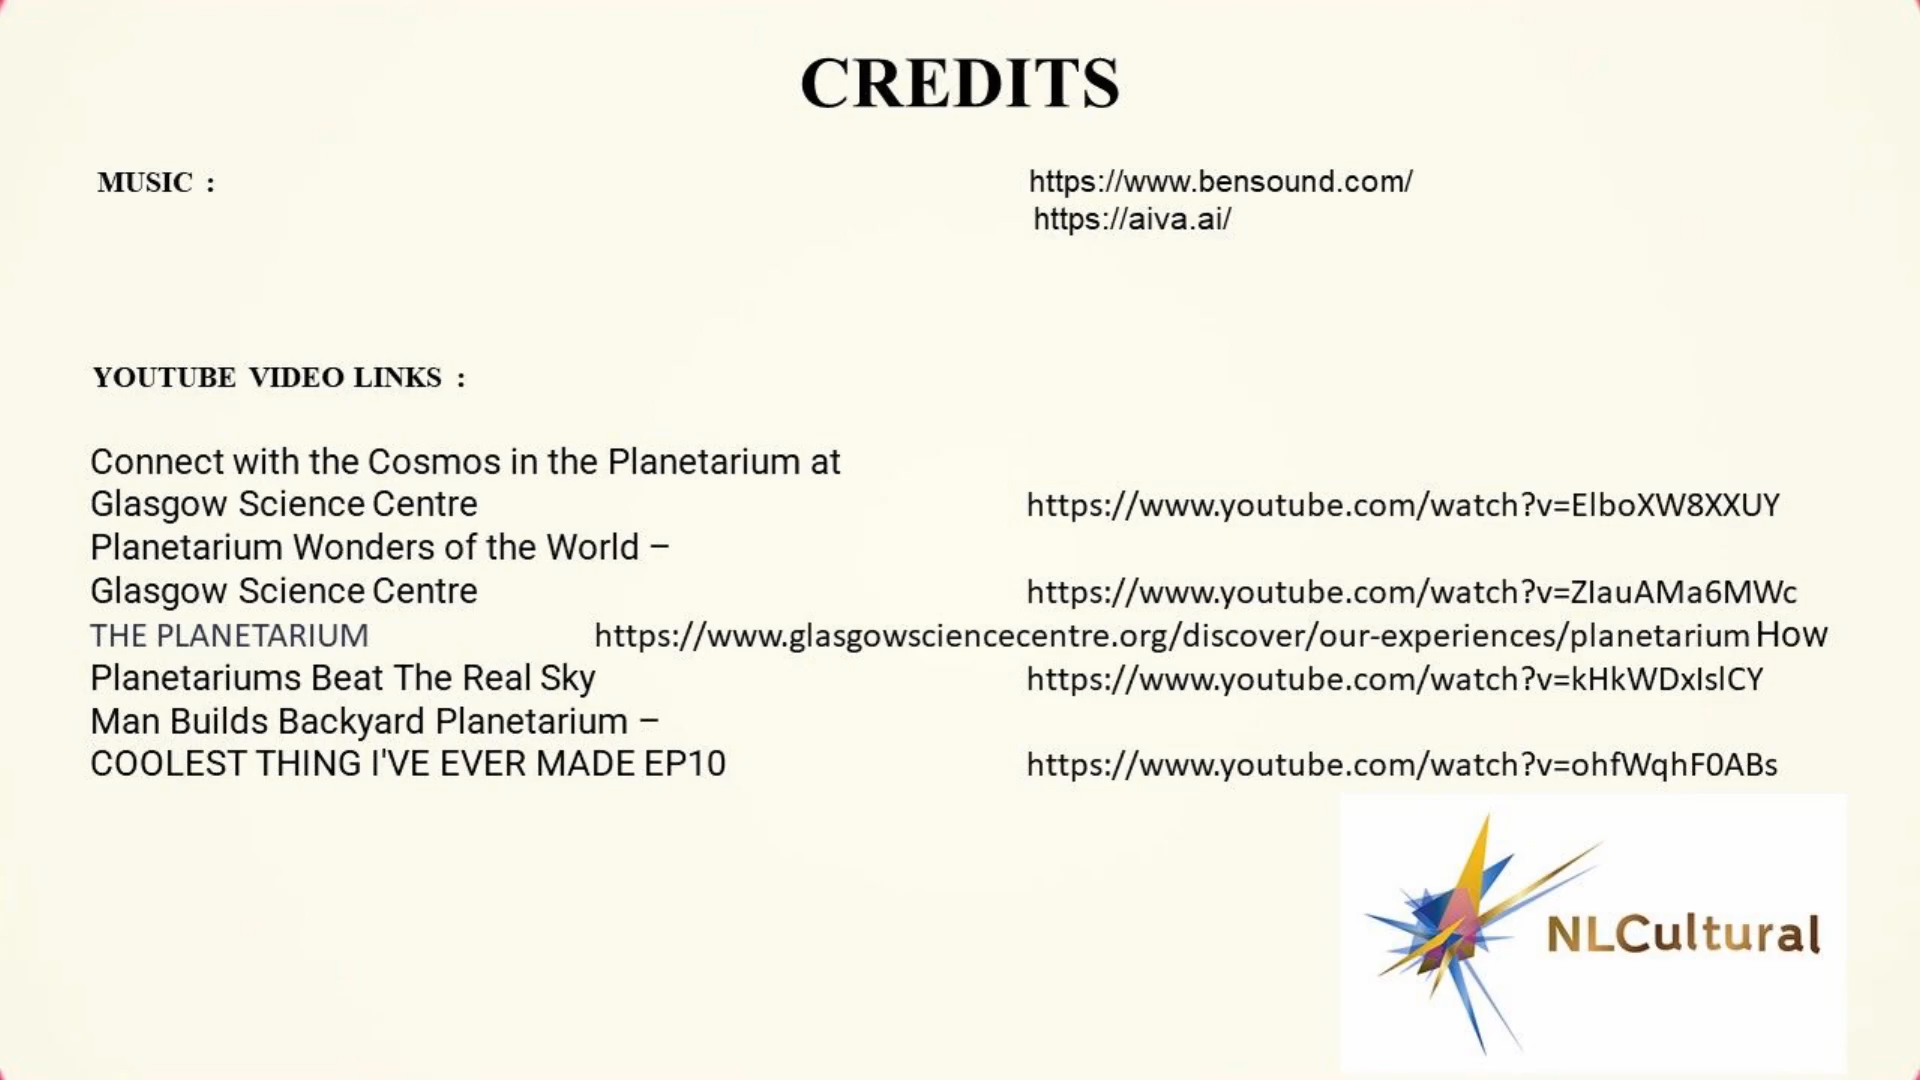 CREDITS
MUSIC : https://www.bensound.com/
https://aiva.ai/
YOUTUBE VIDEO LINKS :
Connect with the Cosmos in the Planetarium at
Glasgow Science Centre https://www.youtube.com/watch?v=ElboXW8XXUY
Planetarium Wonders of the World –
Glasgow Science Centre https://www.youtube.com/watch?v=ZIauAMa6MWc
THE PLANETARIUM https://www.glasgowsciencecentre.org/discover/our-experiences/planetarium How
Planetariums Beat The Real Sky https://www.youtube.com/watch?v=kHkWDxIslCY
Man Builds Backyard Planetarium –
COOLEST THING I'VE EVER MADE EP10 https://www.youtube.com/watch?v=ohfWqhF0ABs
NLCultural